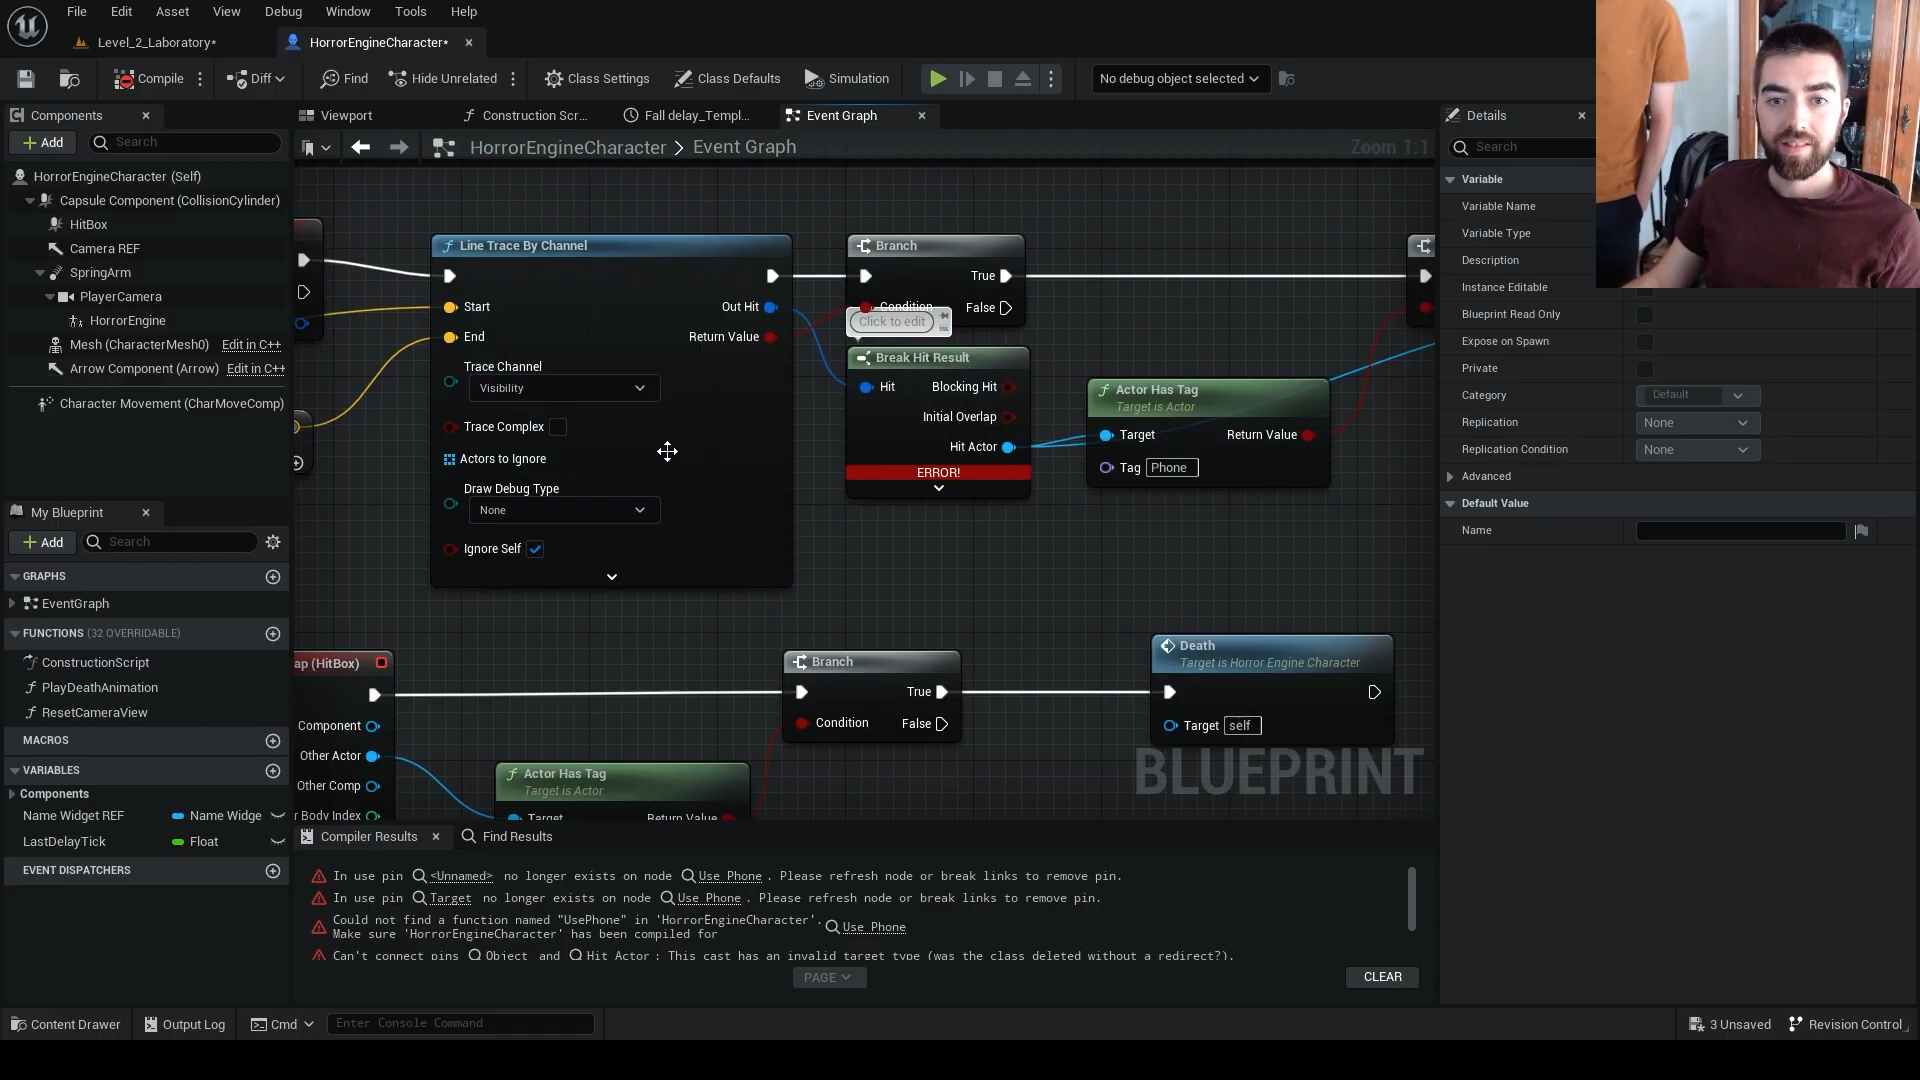 File Edit Asset View Debug Window Tools Help
Level_2_Laboratory*
HorrorEngineCharacter*
Compile
Diff
Find
Hide Unrelated
Class Settings
Class Defaults
Simulation
No debug object selected
Components
Add
Search
HorrorEngineCharacter (Self)
Capsule Component (CollisionCylinder)
HitBox
Camera REF
SpringArm
PlayerCamera
HorrorEngine
Mesh (CharacterMesh0) Edit in C++
Arrow Component (Arrow) Edit in C++
Character Movement (CharMoveComp)
My Blueprint
Add
Search
GRAPHS
EventGraph
FUNCTIONS (32 OVERRIDABLE)
ConstructionScript
PlayDeathAnimation
ResetCameraView
MACROS
VARIABLES
Components
Name Widget REF Name Widge
LastDelayTick Float
EVENT DISPATCHERS
Viewport
Construction Scr...
Fall delay_Templ...
Event Graph
HorrorEngineCharacter > Event Graph
Zoom 1:1
Line Trace By Channel
Start
Out Hit
End
Return Value
Trace Channel
Visibility
Trace Complex
Actors to Ignore
Draw Debug Type
None
Ignore Self
Branch
True
Condition
False
Click to edit
Break Hit Result
Hit
Blocking Hit
Initial Overlap
Hit Actor
ERROR!
Actor Has Tag
Target is Actor
Target
Return Value
Tag Phone
ap (HitBox)
Component
Other Actor
Other Comp
r Body Index
Branch
True
Condition
False
Actor Has Tag
Target is Actor
Target
Return Value
Death
Target is Horror Engine Character
Target self
BLUEPRINT
Compiler Results
Find Results
In use pin <Unnamed> no longer exists on node Use Phone . Please refresh node or break links to remove pin.
In use pin Target no longer exists on node Use Phone . Please refresh node or break links to remove pin.
Could not find a function named "UsePhone" in 'HorrorEngineCharacter'.
Make sure 'HorrorEngineCharacter' has been compiled for Use Phone
Can't connect pins Object and Hit Actor : This cast has an invalid target type (was the class deleted without a redirect?).
PAGE
CLEAR
Details
Search
Variable
Variable Name
Variable Type
Description
Instance Editable
Blueprint Read Only
Expose on Spawn
Private
Category Default
Replication None
Replication Condition None
Advanced
Default Value
Name
Content Drawer
Output Log
Cmd
Enter Console Command
3 Unsaved
Revision Control